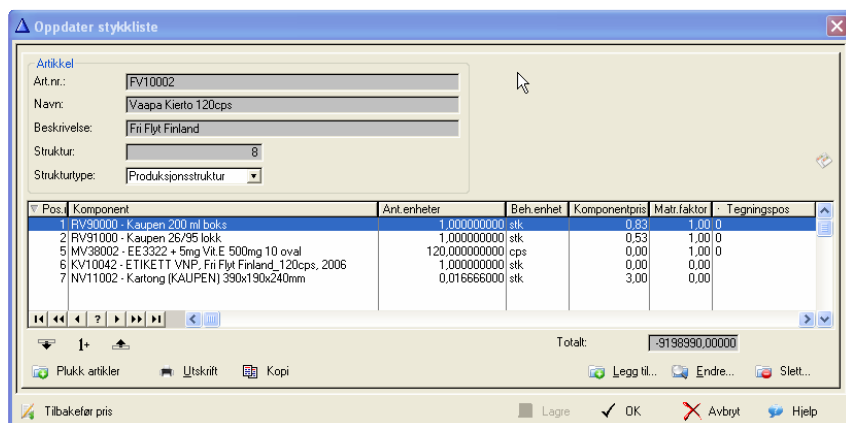 Oppdater stykkliste
Artikkel
Art.nr.: FV10002
Navn: Vaapa Kierto 120cps
Beskrivelse: Fri Flyt Finland
Struktur: 8
Strukturtype: Produksjonsstruktur
Pos.n Komponent Ant.enheter Beh.enhet Komponentpris Matr.faktor Tegningspos
1 RV90000 - Kaupen 200 ml boks 1,000000000 stk 0,83 1,00 0
2 RV91000 - Kaupen 26/95 lokk 1,000000000 stk 0,53 1,00 0
5 MV38002 - EE3322 + 5mg Vit.E 500mg 10 oval 120,000000000 cps 0,00 1,00 0
6 KV10042 - ETIKETT VNP, Fri Flyt Finland_120cps, 2006 1,000000000 stk 0,00 0,00
7 NV11002 - Kartong (KAUPEN) 390x190x240mm 0,016666000 stk 3,00 0,00
?
1+ Totalt: -9198990,00000
Plukk artikler Utskrift Kopi Legg til... Endre... Slett...
Tilbakefør pris Lagre OK Avbryt Hjelp